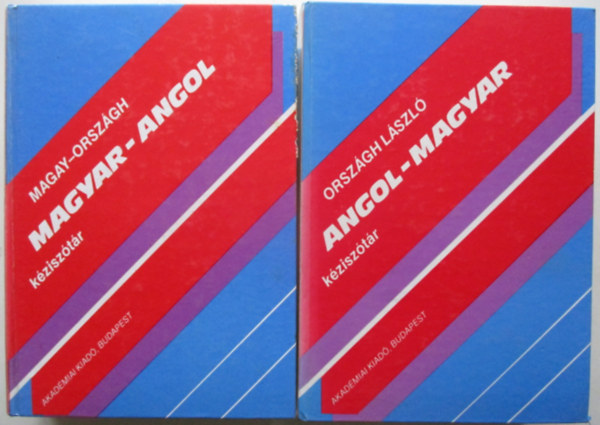 MAGAY-ORSZÁGH
MAGYAR-ANGOL
kéziszótár
AKADÉMIAI KIADÓ, BUDAPEST
ORSZÁGH LÁSZLÓ
ANGOL-MAGYAR
kéziszótár
AKADÉMIAI KIADÓ, BUDAPEST